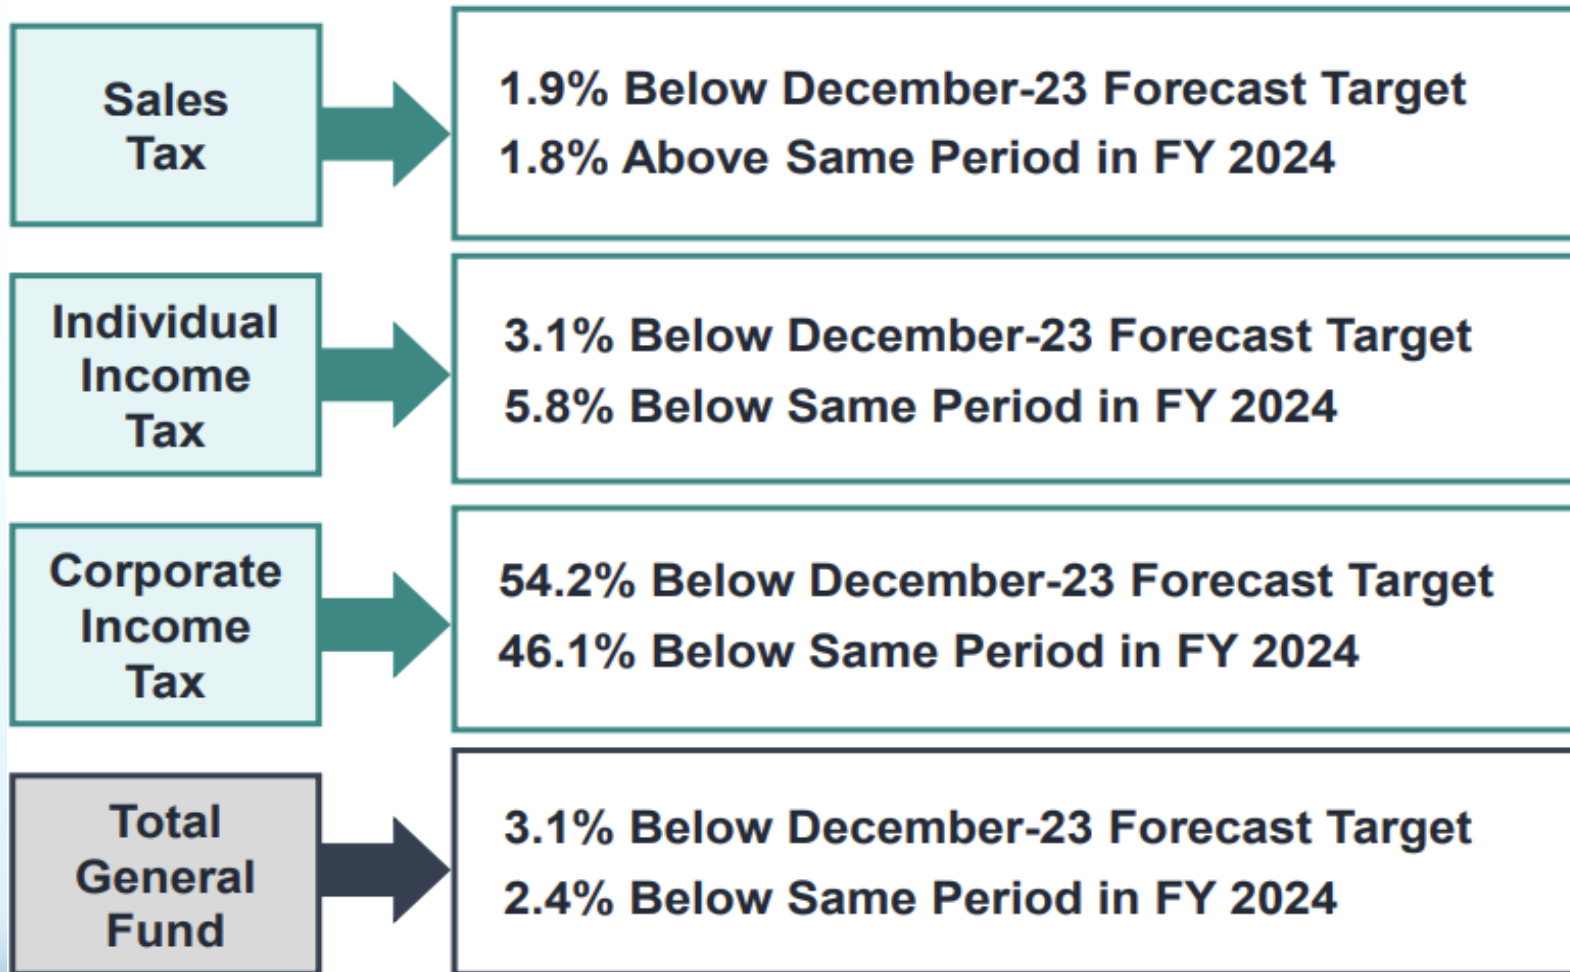 Sales
Tax
1.9% Below December-23 Forecast Target
1.8% Above Same Period in FY 2024
Individual
Income
Tax
3.1% Below December-23 Forecast Target
5.8% Below Same Period in FY 2024
Corporate
Income
Tax
54.2% Below December-23 Forecast Target
46.1% Below Same Period in FY 2024
Total
General
Fund
3.1% Below December-23 Forecast Target
2.4% Below Same Period in FY 2024